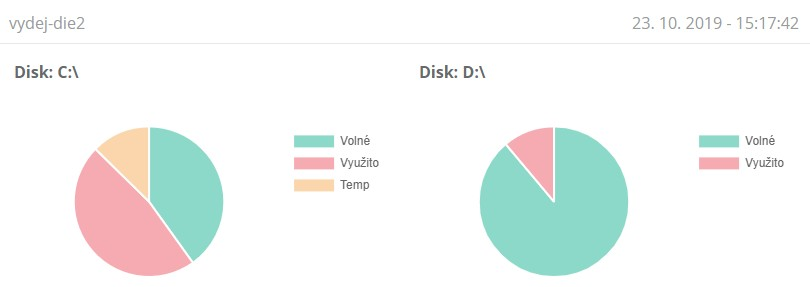 vydej-die2
23. 10. 2019 - 15:17:42
Disk: C:\
Volné
Využito
Temp
Disk: D:\
Volné
Využito